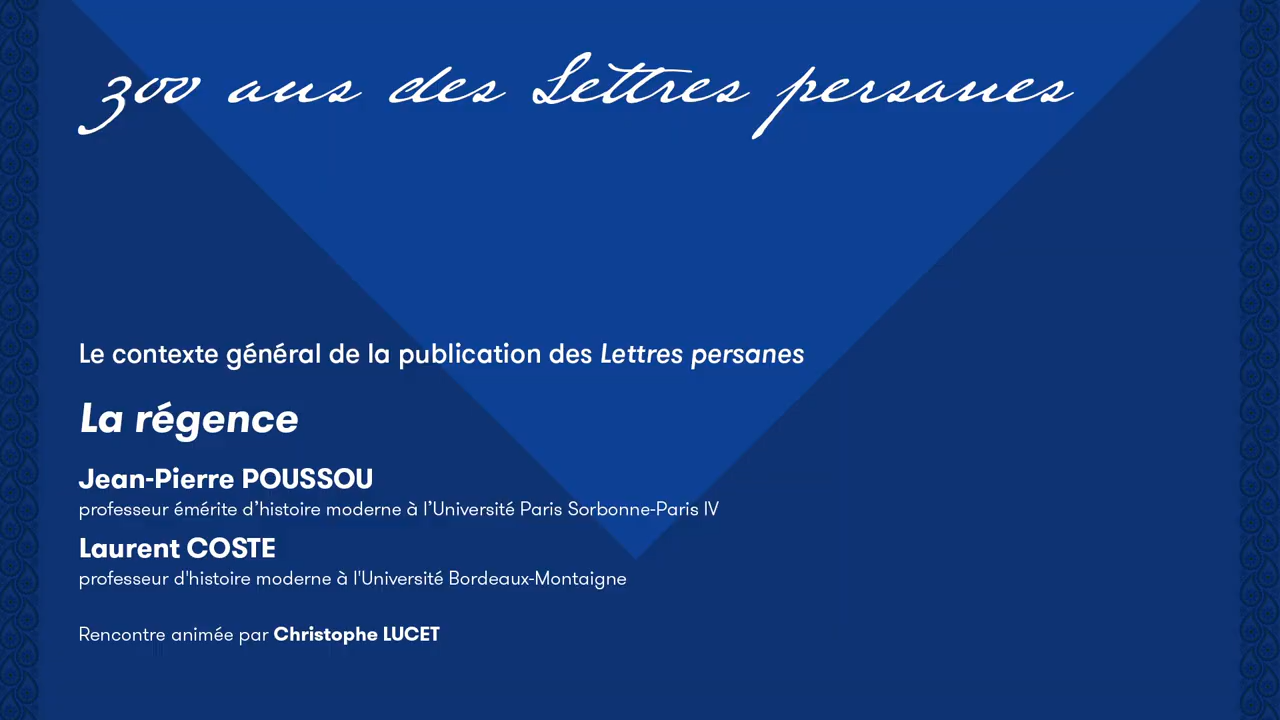 300 ans des Lettres persanes
Le contexte général de la publication des Lettres persanes
La régence
Jean-Pierre POUSSOU
professeur émérite d’histoire moderne à l’Université Paris Sorbonne-Paris IV
Laurent COSTE
professeur d'histoire moderne à l'Université Bordeaux-Montaigne
Rencontre animée par Christophe LUCET